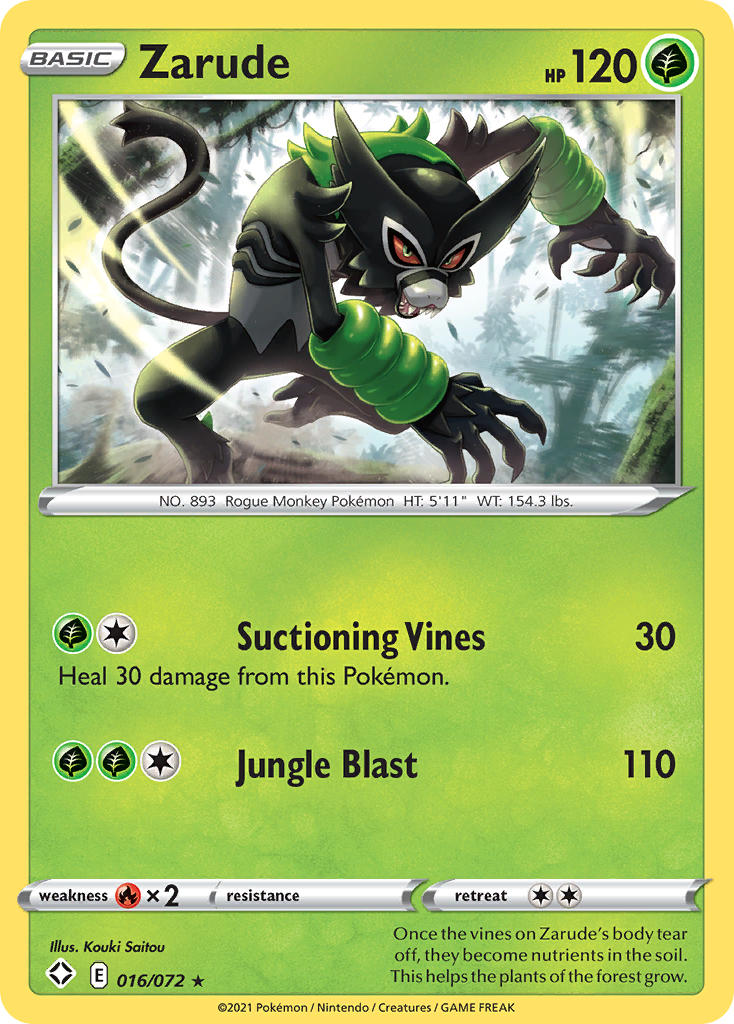 BASIC Zarude HP 120
NO. 893 Rogue Monkey Pokémon HT: 5'11" WT: 154.3 lbs.
Suctioning Vines 30
Heal 30 damage from this Pokémon.
Jungle Blast 110
weakness ×2 resistance retreat
Illus. Kouki Saitou
Once the vines on Zarude's body tear
off, they become nutrients in the soil.
This helps the plants of the forest grow.
E 016/072 ★
©2021 Pokémon / Nintendo / Creatures / GAME FREAK